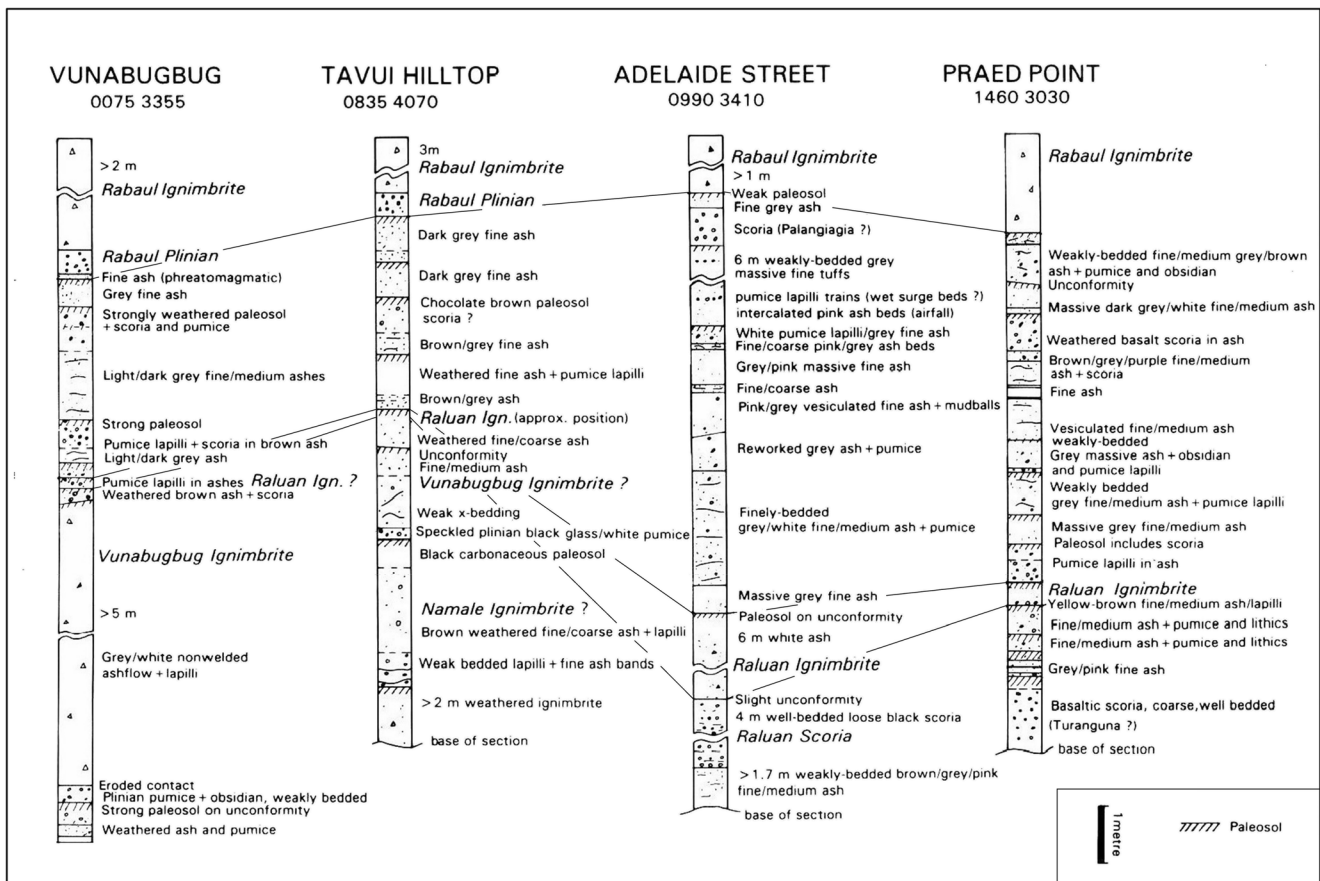 VUNABUGBUG
0075 3355
> 2 m
Rabaul Ignimbrite
Rabaul Plinian
Fine ash (phreatomagmatic)
Grey fine ash
Strongly weathered paleosol
+ scoria and pumice
Light/dark grey fine/medium ashes
Strong paleosol
Pumice lapilli + scoria in brown ash
Light/dark grey ash
Pumice lapilli in ashes Raluan Ign. ?
Weathered brown ash + scoria
Vunabugbug Ignimbrite
> 5 m
Grey/white nonwelded
ashflow + lapilli
Eroded contact
Plinian pumice + obsidian, weakly bedded
Strong paleosol on unconformity
Weathered ash and pumice
TAVUI HILLTOP
0835 4070
3m
Rabaul Ignimbrite
Rabaul Plinian
Dark grey fine ash
Dark grey fine ash
Chocolate brown paleosol
scoria ?
Brown/grey fine ash
Weathered fine ash + pumice lapilli
Brown/grey ash
Raluan Ign. (approx. position)
Weathered fine/coarse ash
Unconformity
Fine/medium ash
Vunabugbug Ignimbrite ?
Weak x-bedding
Speckled plinian black glass/white pumice
Black carbonaceous paleosol
Namale Ignimbrite ?
Brown weathered fine/coarse ash + lapilli
Weak bedded lapilli + fine ash bands
> 2 m weathered ignimbrite
base of section
ADELAIDE STREET
0990 3410
Rabaul Ignimbrite
> 1 m
Weak paleosol
Fine grey ash
Scoria (Palangiagia ?)
6 m weakly-bedded grey
massive fine tuffs
pumice lapilli trains (wet surge beds ?)
intercalated pink ash beds (airfall)
White pumice lapilli/grey fine ash
Fine/coarse pink/grey ash beds
Grey/pink massive fine ash
Fine/coarse ash
Pink/grey vesiculated fine ash + mudballs
Reworked grey ash + pumice
Finely-bedded
grey/white fine/medium ash + pumice
Massive grey fine ash
Paleosol on unconformity
6 m white ash
Raluan Ignimbrite
Slight unconformity
4 m well-bedded loose black scoria
Raluan Scoria
> 1.7 m weakly-bedded brown/grey/pink
fine/medium ash
base of section
PRAED POINT
1460 3030
Rabaul Ignimbrite
Weakly-bedded fine/medium grey/brown
ash + pumice and obsidian
Unconformity
Massive dark grey/white fine/medium ash
Weathered basalt scoria in ash
Brown/grey/purple fine/medium
ash + scoria
Fine ash
Vesiculated fine/medium ash
weakly-bedded
Grey massive ash + obsidian
and pumice lapilli
Weakly bedded
grey fine/medium ash + pumice lapilli
Massive grey fine/medium ash
Paleosol includes scoria
Pumice lapilli in ash
Raluan Ignimbrite
Yellow-brown fine/medium ash/lapilli
Fine/medium ash + pumice and lithics
Fine/medium ash + pumice and lithics
Grey/pink fine ash
Basaltic scoria, coarse, well bedded
(Turanguna ?)
base of section
1 metre
Paleosol